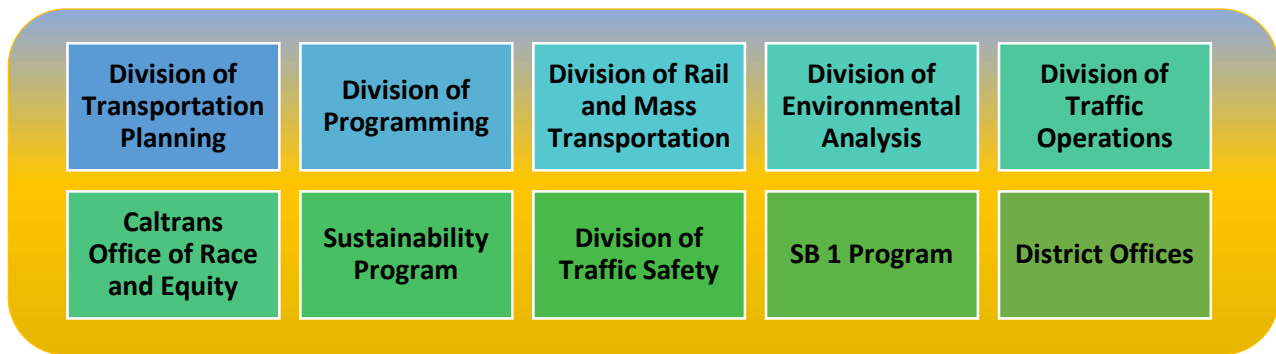 Division of
Transportation
Planning
Division of
Programming
Division of Rail
and Mass
Transportation
Division of
Environmental
Analysis
Division of
Traffic
Operations
Caltrans
Office of Race
and Equity
Sustainability
Program
Division of
Traffic Safety
SB 1 Program
District Offices